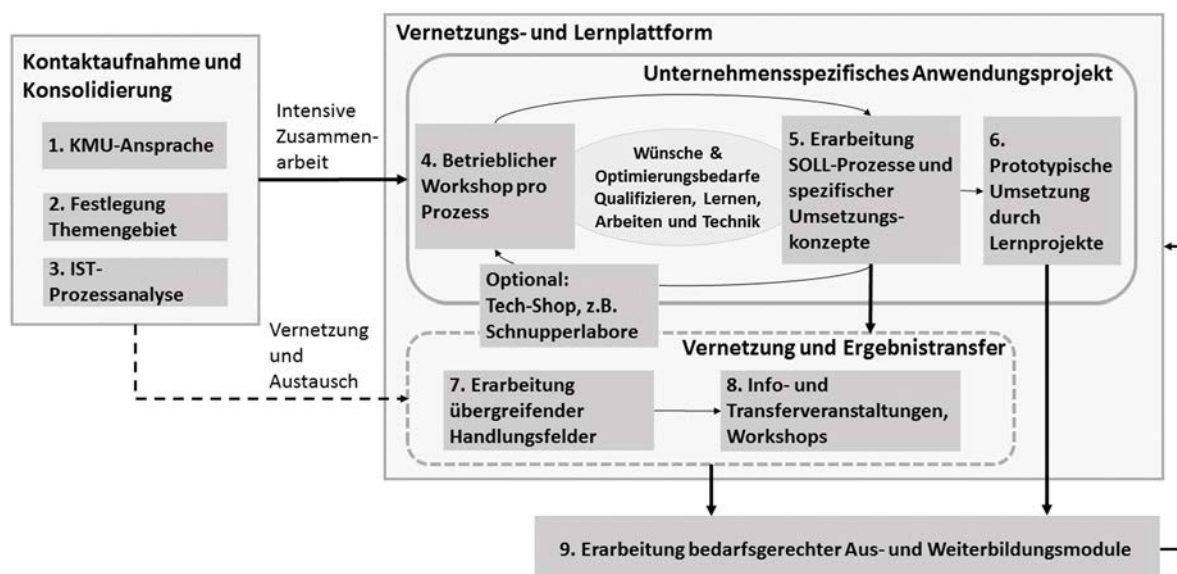 Kontaktaufnahme und
Konsolidierung
1. KMU-Ansprache
2. Festlegung
Themengebiet
3. IST-
Prozessanalyse
Intensive
Zusammen-
arbeit
Vernetzung
und
Austausch
Vernetzungs- und Lernplattform
Unternehmensspezifisches Anwendungsprojekt
4. Betrieblicher
Workshop pro
Prozess
Wünsche &
Optimierungsbedarfe
Qualifizieren, Lernen,
Arbeiten und Technik
5. Erarbeitung
SOLL-Prozesse und
spezifischer
Umsetzungs-
konzepte
6.
Prototypische
Umsetzung
durch
Lernprojekte
Optional:
Tech-Shop, z.B.
Schnupperlabore
Vernetzung und Ergebnistransfer
7. Erarbeitung
übergreifender
Handlungsfelder
8. Info- und
Transferveranstaltungen,
Workshops
9. Erarbeitung bedarfsgerechter Aus- und Weiterbildungsmodule